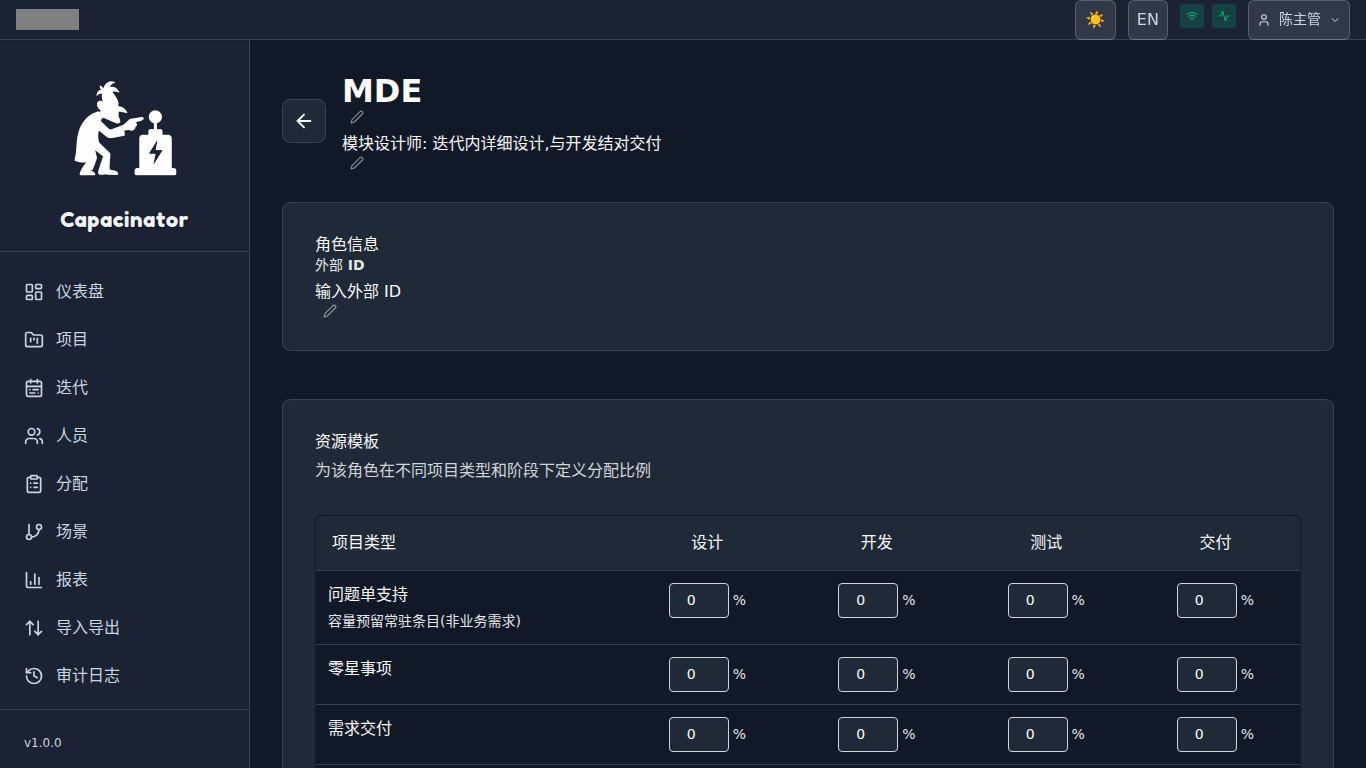 EN
陈主管
Capacinator
仪表盘
项目
迭代
人员
分配
场景
报表
导入导出
审计日志
v1.0.0
MDE
模块设计师: 迭代内详细设计,与开发结对交付
角色信息
外部 ID
输入外部 ID
资源模板
为该角色在不同项目类型和阶段下定义分配比例
项目类型 设计 开发 测试 交付
问题单支持 0 % 0 % 0 % 0 %
容量预留常驻条目(非业务需求)
零星事项 0 % 0 % 0 % 0 %
需求交付 0 % 0 % 0 % 0 %